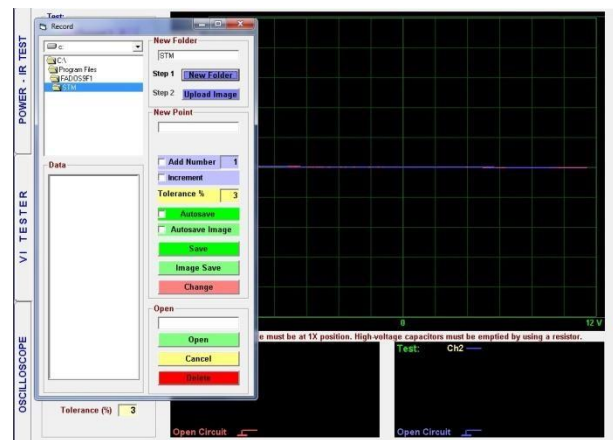 Test:
Record
c:
C:\
Program Files
FADOS9F1
STM
New Folder
STM
Step 1 New Folder
Step 2 Upload Image
New Point
Add Number 1
Increment
Tolerance % 3
Autosave
Autosave Image
Save
Image Save
Change
Data
Open
Open
Cancel
Delete
POWER - IR TEST
VI TESTER
OSCILLOSCOPE
0 12 V
e must be at 1X position. High-voltage capacitors must be emptied by using a resistor.
Test: Ch2
Tolerance (%) 3
Open Circuit
Open Circuit